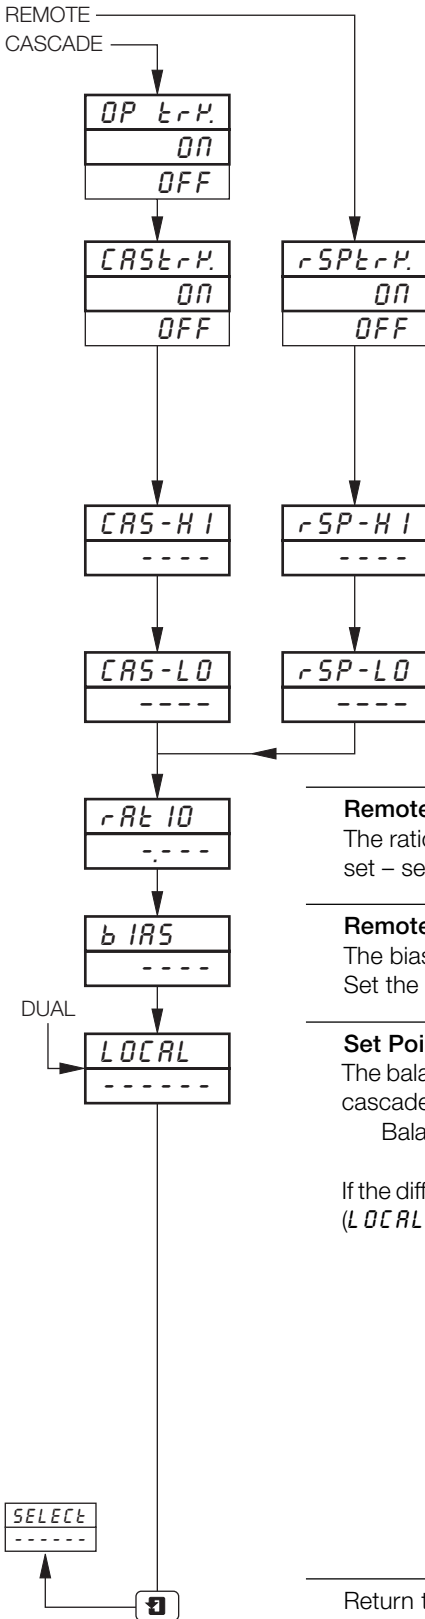 REMOTE
CASCADE
OP trK.
ON
OFF
CAStrK.
ON
OFF
rSPtrK.
ON
OFF
CAS-HI
----
rSP-HI
----
CAS-LO
----
rSP-LO
----
rAtIO
-.---
Remote
The ratio
set – se
bIAS
----
Remote
The bias
Set the
DUAL
LOCAL
------
Set Poi
The bala
cascade
Bala
If the diff
(LOCAL
SELECt
------
Return t